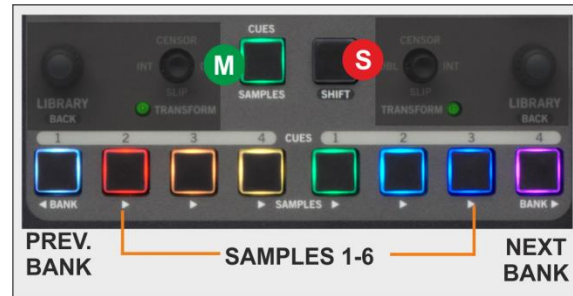 CUES
CENSOR
CENSOR
INT
M
S
BL
INT
SLIP
SLIP
LIBRARY
BACK
TRANSFORM
SAMPLES
SHIFT
TRANSFORM
LIBRARY
BACK
1 2 3 4 CUES 1 2 3 4
◄ BANK ► ► ► SAMPLES ► ► ► BANK ►
PREV.
BANK
SAMPLES 1-6
NEXT
BANK